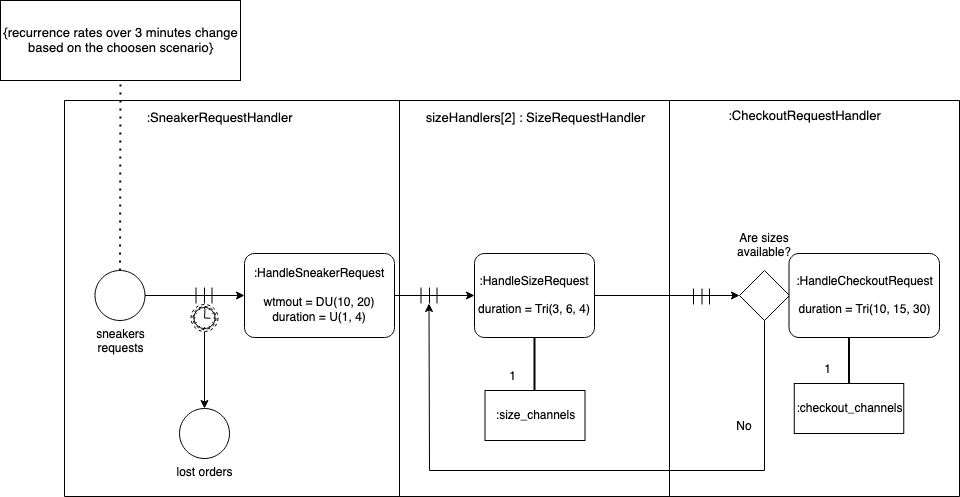 {recurrence rates over 3 minutes change
based on the choosen scenario}
:SneakerRequestHandler
sizeHandlers[2] : SizeRequestHandler
:CheckoutRequestHandler
sneakers
requests
:HandleSneakerRequest
wtmout = DU(10, 20)
duration = U(1, 4)
lost orders
:HandleSizeRequest
duration = Tri(3, 6, 4)
1
:size_channels
Are sizes
available?
:HandleCheckoutRequest
duration = Tri(10, 15, 30)
1
:checkout_channels
No